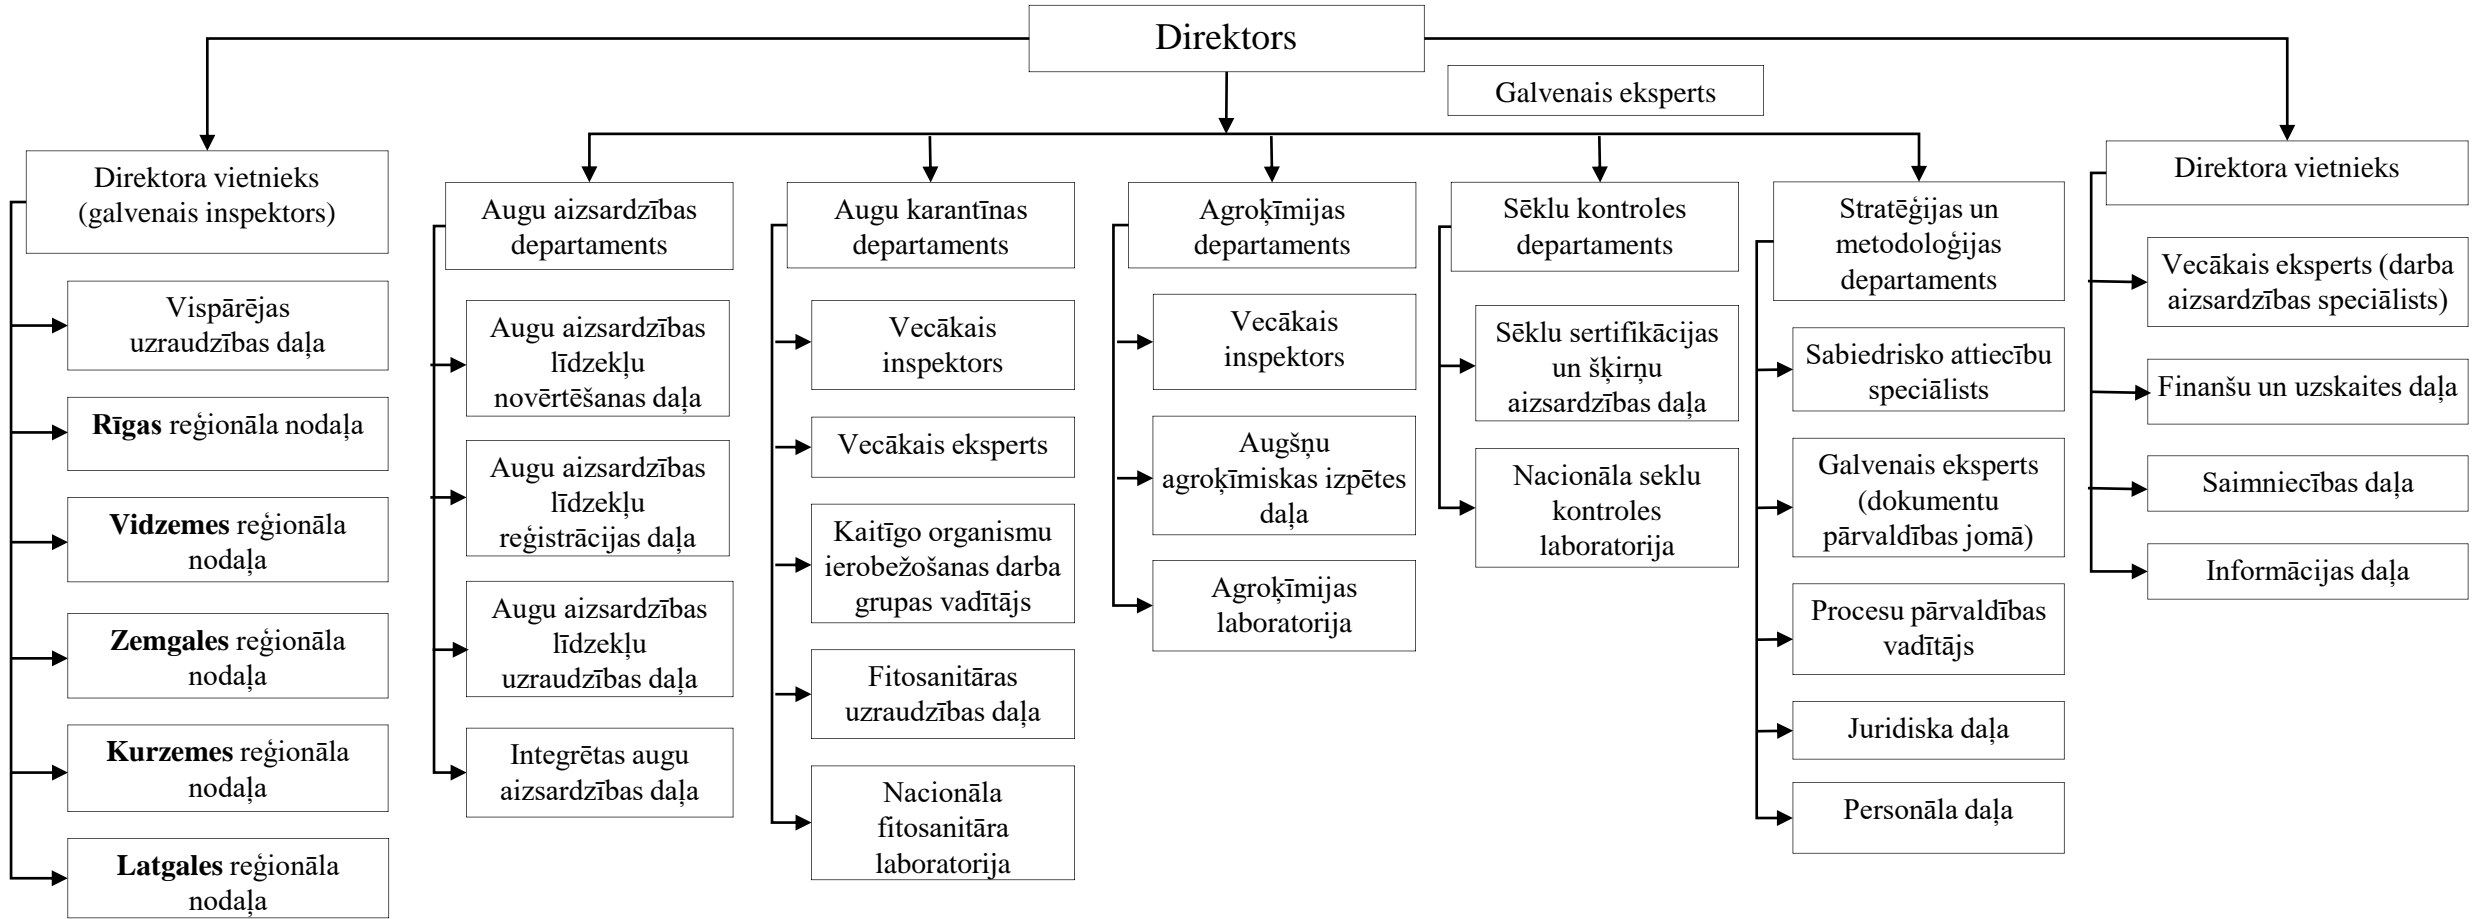 Direktors
Galvenais eksperts
Direktora vietnieks
(galvenais inspektors)
Vispārējas
uzraudzības daļa
Rīgas reģionāla nodaļa
Vidzemes reģionāla
nodaļa
Zemgales reģionāla
nodaļa
Kurzemes reģionāla
nodaļa
Latgales reģionāla
nodaļa
Augu aizsardzības
departaments
Augu aizsardzības
līdzekļu
novērtēšanas daļa
Augu aizsardzības
līdzekļu
reģistrācijas daļa
Augu aizsardzības
līdzekļu
uzraudzības daļa
Integrētas augu
aizsardzības daļa
Augu karantīnas
departaments
Vecākais
inspektors
Vecākais eksperts
Kaitīgo organismu
ierobežošanas darba
grupas vadītājs
Fitosanitāras
uzraudzības daļa
Nacionāla
fitosanitāra
laboratorija
Agroķīmijas
departaments
Vecākais
inspektors
Augšņu
agroķīmiskas izpētes
daļa
Agroķīmijas
laboratorija
Sēklu kontroles
departaments
Sēklu sertifikācijas
un šķirņu
aizsardzības daļa
Nacionāla seklu
kontroles
laboratorija
Stratēģijas un
metodoloģijas
departaments
Sabiedrisko attiecību
speciālists
Galvenais eksperts
(dokumentu
pārvaldības jomā)
Procesu pārvaldības
vadītājs
Juridiska daļa
Personāla daļa
Direktora vietnieks
Vecākais eksperts (darba
aizsardzības speciālists)
Finanšu un uzskaites daļa
Saimniecības daļa
Informācijas daļa